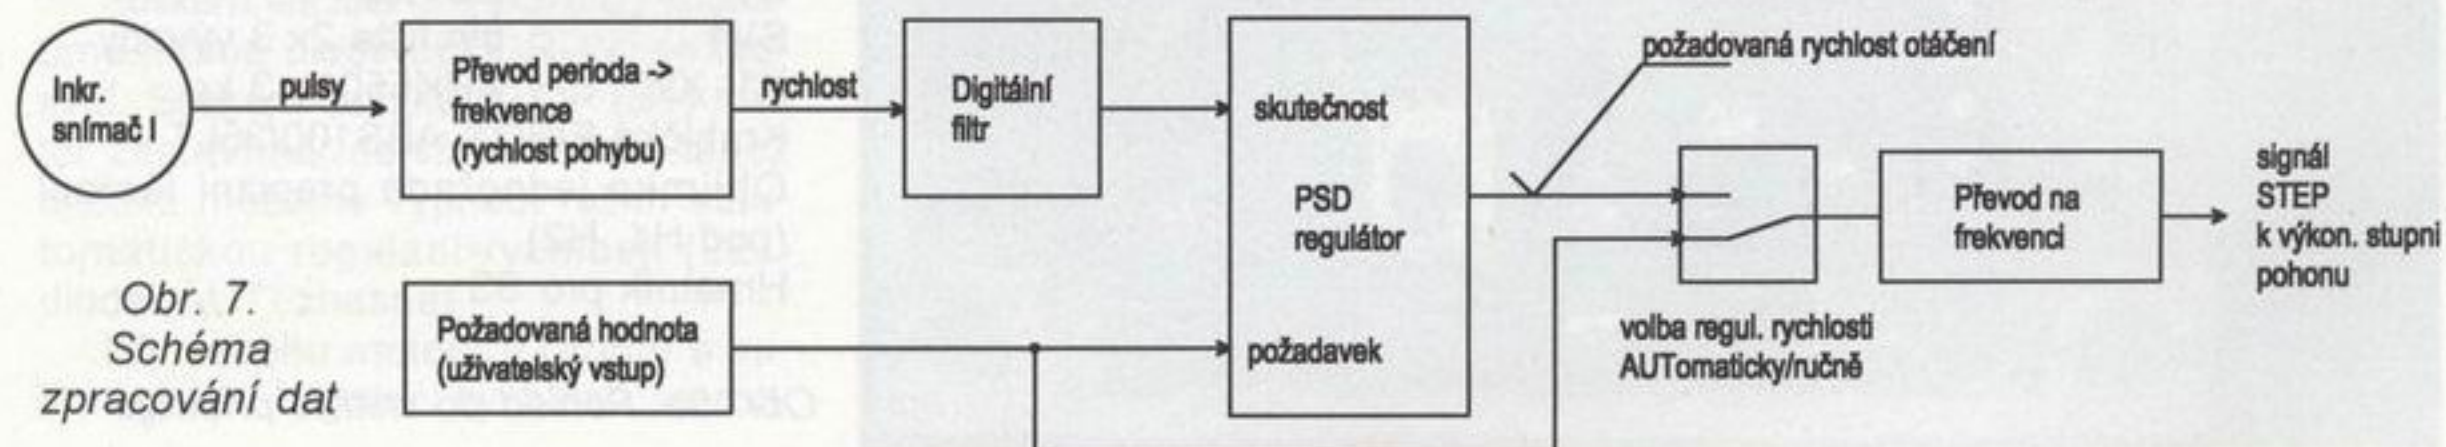 Inkr.
snímač I
pulsy
Převod perioda ->
frekvence
(rychlost pohybu)
rychlost
Digitální
filtr
skutečnost
PSD
regulátor
požadavek
požadovaná rychlost otáčení
Převod na
frekvenci
signál
STEP
k výkon. stupni
pohonu
volba regul. rychlosti
AUTomaticky/ručně
Požadovaná hodnota
(uživatelský vstup)
Obr. 7.
Schéma
zpracování dat